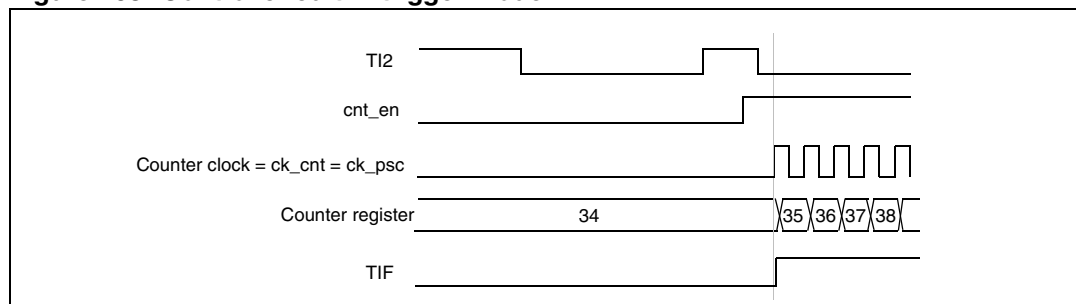 TI2
cnt_en
Counter clock = ck_cnt = ck_psc
Counter register 34 35 36 37 38
TIF